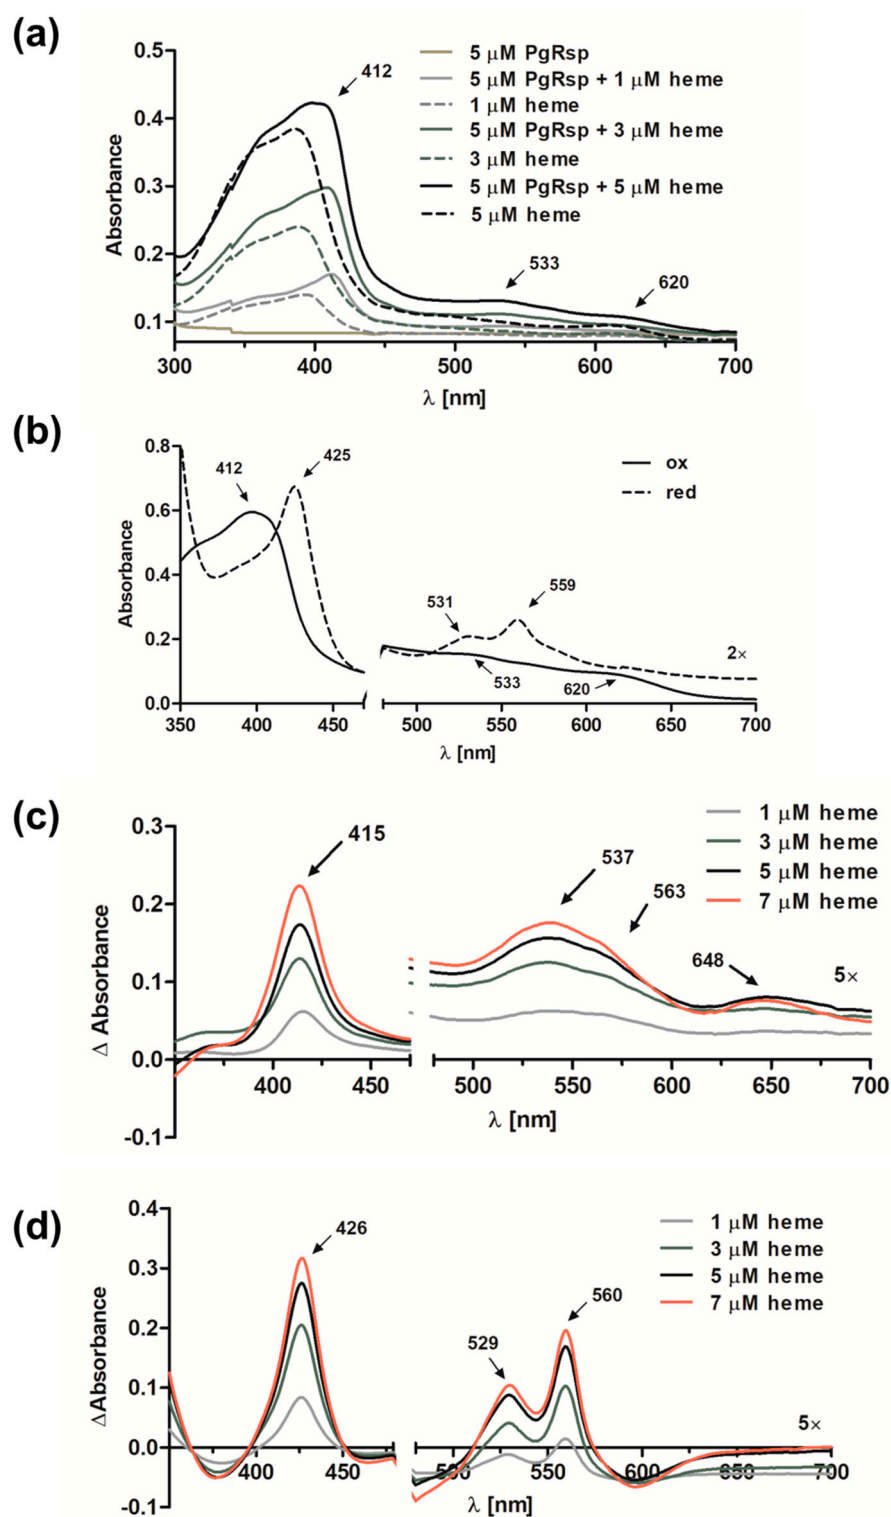 (a)
0.5
0.4
0.3
0.2
0.1
Absorbance
412
533
620
5 μM PgRsp
5 μM PgRsp + 1 μM heme
1 μM heme
5 μM PgRsp + 3 μM heme
3 μM heme
5 μM PgRsp + 5 μM heme
5 μM heme
300 400 500 600 700
λ [nm]
(b)
0.8
0.6
0.4
0.2
0.0
Absorbance
412
425
ox
red
531
559
533
620
2×
350 400 450 500 550 600 650 700
λ [nm]
(c)
0.3
0.2
0.1
0.0
-0.1
Δ Absorbance
415
1 μM heme
3 μM heme
5 μM heme
7 μM heme
537
563
648
5×
400 450 500 550 600 650 700
λ [nm]
(d)
0.4
0.3
0.2
0.1
0.0
-0.1
ΔAbsorbance
426
1 μM heme
3 μM heme
5 μM heme
7 μM heme
529
560
5×
400 450 500 550 600 650 700
λ [nm]